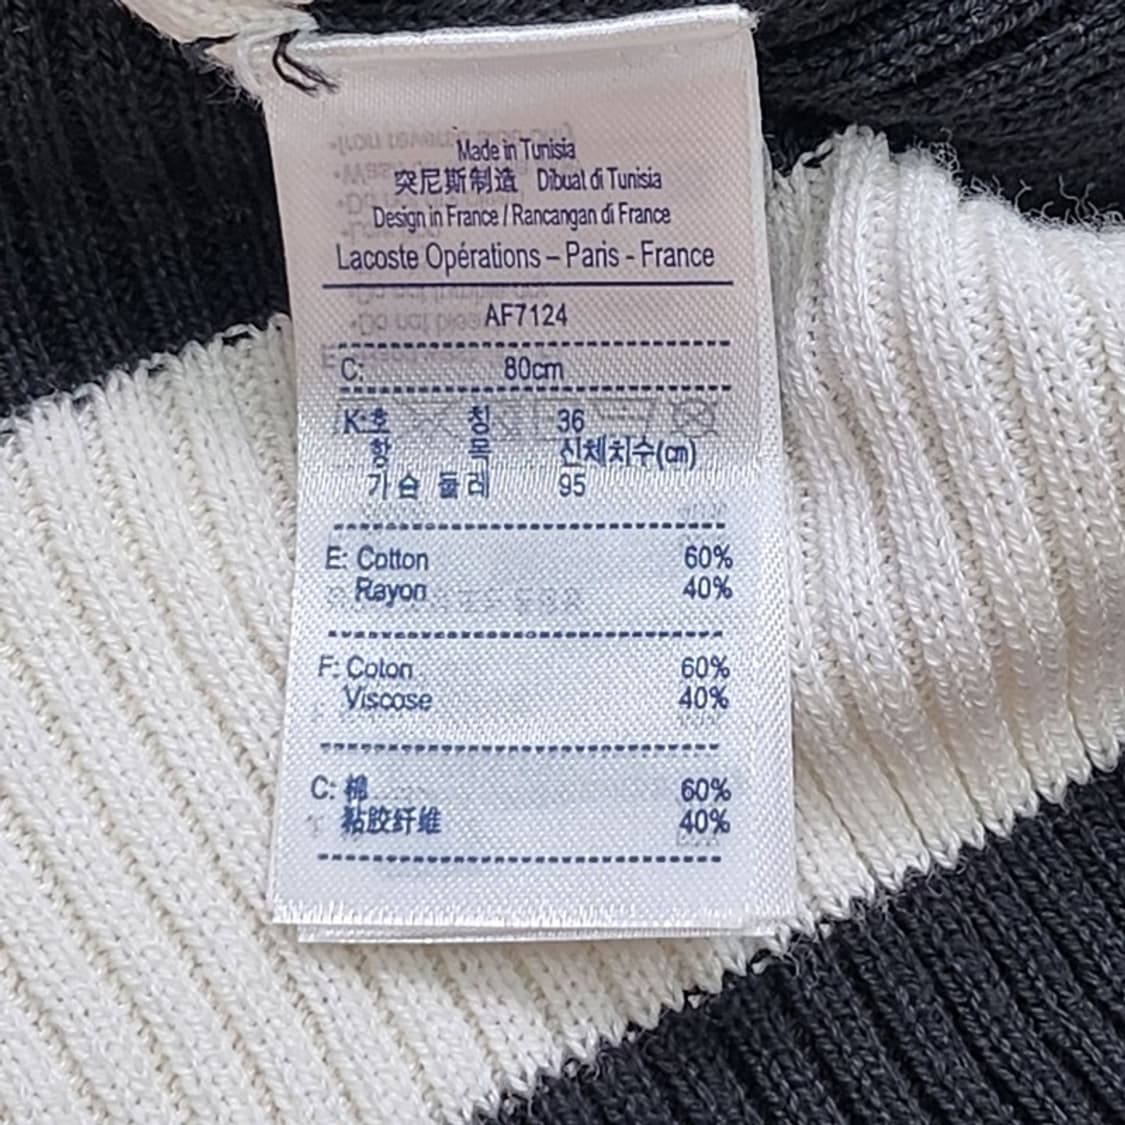 Made in Tunisia
突尼斯制造 Dibuat di Tunisia
Design in France / Rancangan di France
Lacoste Opérations – Paris - France
AF7124
C: 80cm
K:호 칭 36
항 목 신체치수(cm)
가슴 둘레 95
E: Cotton 60%
Rayon 40%
F: Coton 60%
Viscose 40%
C: 棉 60%
粘胶纤维 40%